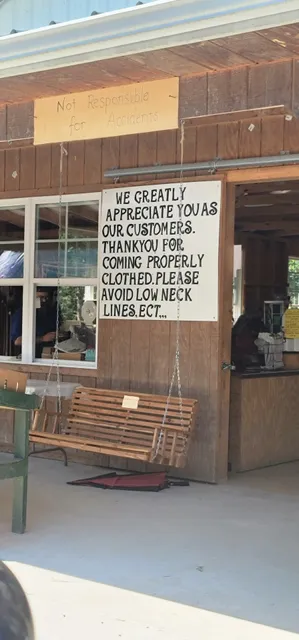 Not Responsible
for Accidents
WE GREATLY
APPRECIATE YOU AS
OUR CUSTOMERS.
THANKYOU FOR
COMING PROPERLY
CLOTHED. PLEASE
AVOID LOW NECK
LINES, ECT...